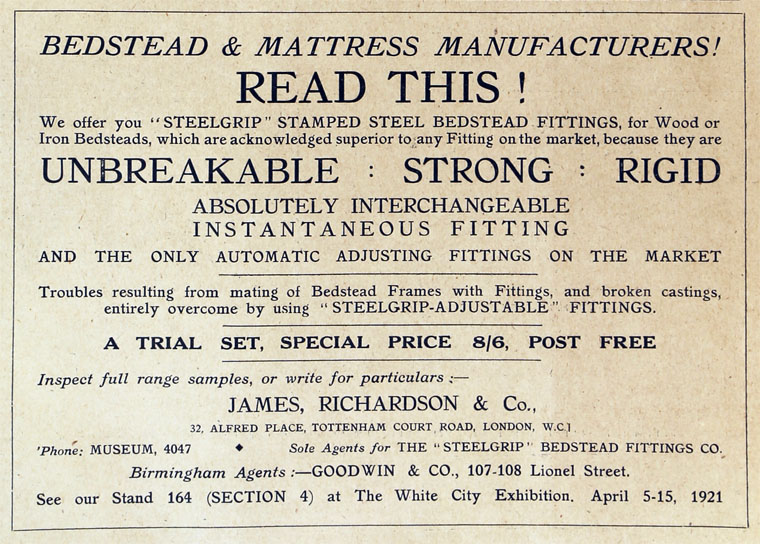 BEDSTEAD & MATTRESS MANUFACTURERS!
READ THIS!
We offer you "STEELGRIP" STAMPED STEEL BEDSTEAD FITTINGS, for Wood or
Iron Bedsteads, which are acknowledged superior to any Fitting on the market, because they are
UNBREAKABLE : STRONG : RIGID
ABSOLUTELY INTERCHANGEABLE
INSTANTANEOUS FITTING
AND THE ONLY AUTOMATIC ADJUSTING FITTINGS ON THE MARKET
Troubles resulting from mating of Bedstead Frames with Fittings, and broken castings,
entirely overcome by using "STEELGRIP-ADJUSTABLE" FITTINGS.
A TRIAL SET, SPECIAL PRICE 8/6, POST FREE
Inspect full range samples, or write for particulars :—
JAMES, RICHARDSON & Co.,
32, ALFRED PLACE, TOTTENHAM COURT ROAD, LONDON, W.C.1
'Phone: MUSEUM, 4047 ♦ Sole Agents for THE "STEELGRIP" BEDSTEAD FITTINGS CO.
Birmingham Agents :—GOODWIN & CO., 107-108 Lionel Street.
See our Stand 164 (SECTION 4) at The White City Exhibition. April 5-15, 1921